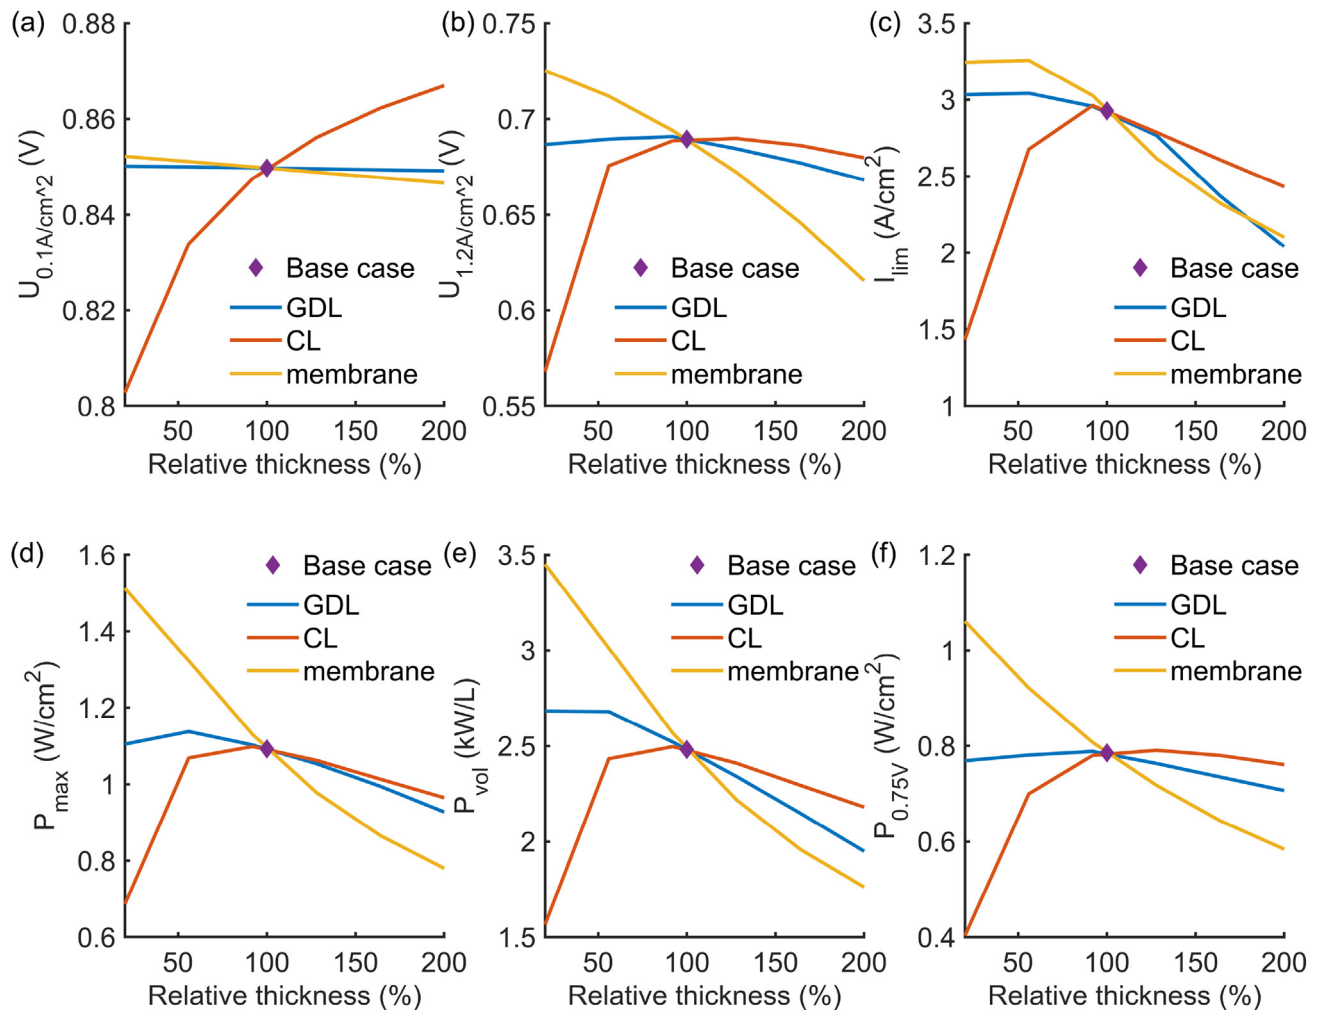 (a)
0.88
0.86
0.84
0.82
0.8
U0.1A/cm^2 (V)
Base case
GDL
CL
membrane
50 100 150 200
Relative thickness (%)
(b)
0.75
0.7
0.65
0.6
0.55
U1.2A/cm^2 (V)
Base case
GDL
CL
membrane
50 100 150 200
Relative thickness (%)
(c)
3.5
3
2.5
2
1.5
1
Ilim (A/cm2)
Base case
GDL
CL
membrane
50 100 150 200
Relative thickness (%)
(d)
1.6
1.4
1.2
1
0.8
0.6
Pmax (W/cm2)
Base case
GDL
CL
membrane
50 100 150 200
Relative thickness (%)
(e)
3.5
3
2.5
2
1.5
Pvol (kW/L)
Base case
GDL
CL
membrane
50 100 150 200
Relative thickness (%)
(f)
1.2
1
0.8
0.6
0.4
P0.75V (W/cm2)
Base case
GDL
CL
membrane
50 100 150 200
Relative thickness (%)